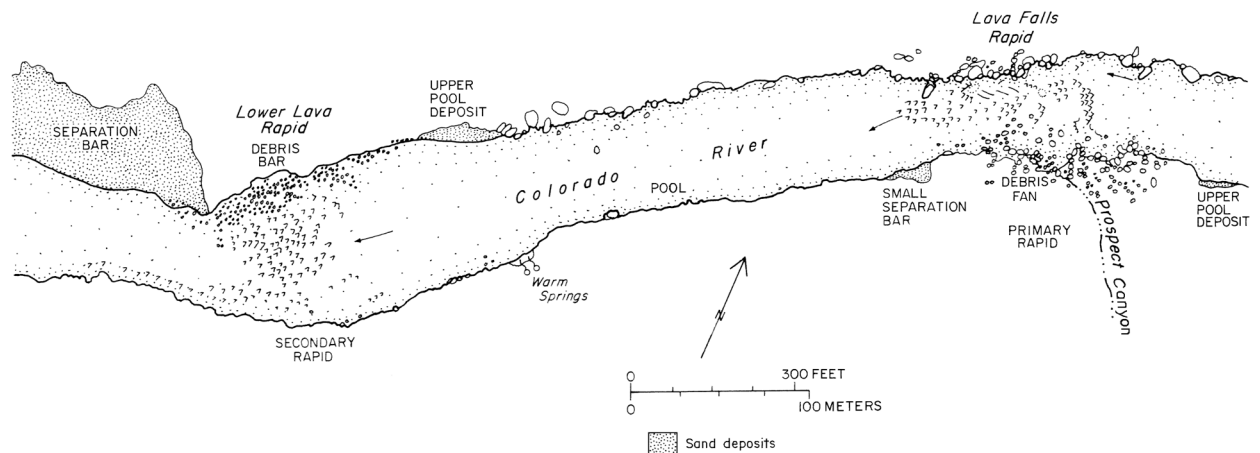 Lava Falls
Rapid
UPPER
POOL
DEPOSIT
Lower Lava
Rapid
DEBRIS
BAR
SEPARATION
BAR
River
Colorado
POOL
SMALL
SEPARATION
BAR
DEBRIS
FAN
PRIMARY
RAPID
UPPER
POOL
DEPOSIT
Prospect Canyon
Warm
Springs
SECONDARY
RAPID
N
0 300 FEET
0 100 METERS
Sand deposits